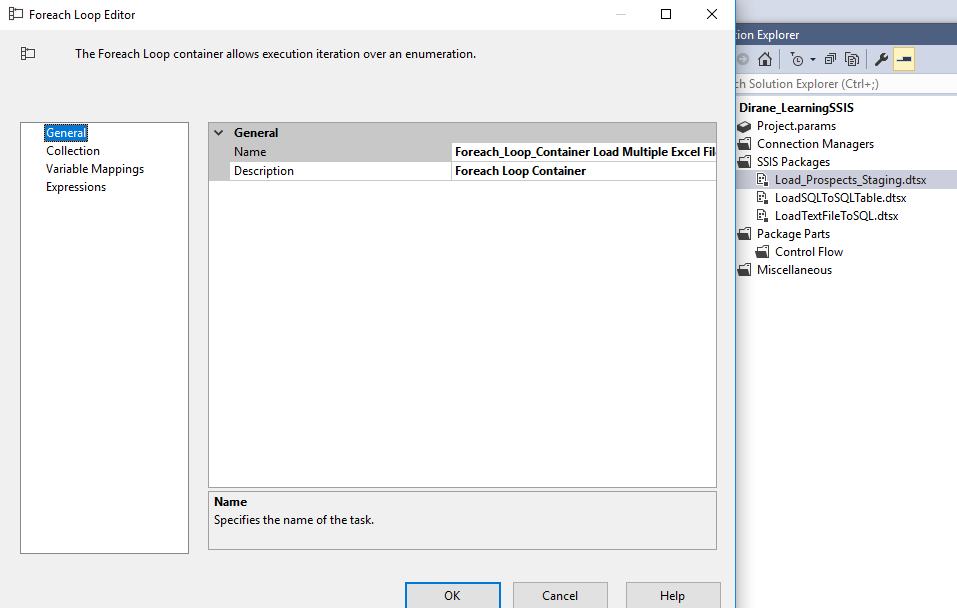 Foreach Loop Editor
The Foreach Loop container allows execution iteration over an enumeration.
General
Collection
Variable Mappings
Expressions
General
Name Foreach_Loop_Container Load Multiple Excel
Description Foreach Loop Container
Name
Specifies the name of the task.
OK Cancel Help
Explorer
Solution Explorer (Ctrl+;)
Dirane_LearningSSIS
Project.params
Connection Managers
SSIS Packages
Load_Prospects_Staging.dtsx
LoadSQLToSQLTable.dtsx
LoadTextFileToSQL.dtsx
Package Parts
Control Flow
Miscellaneous